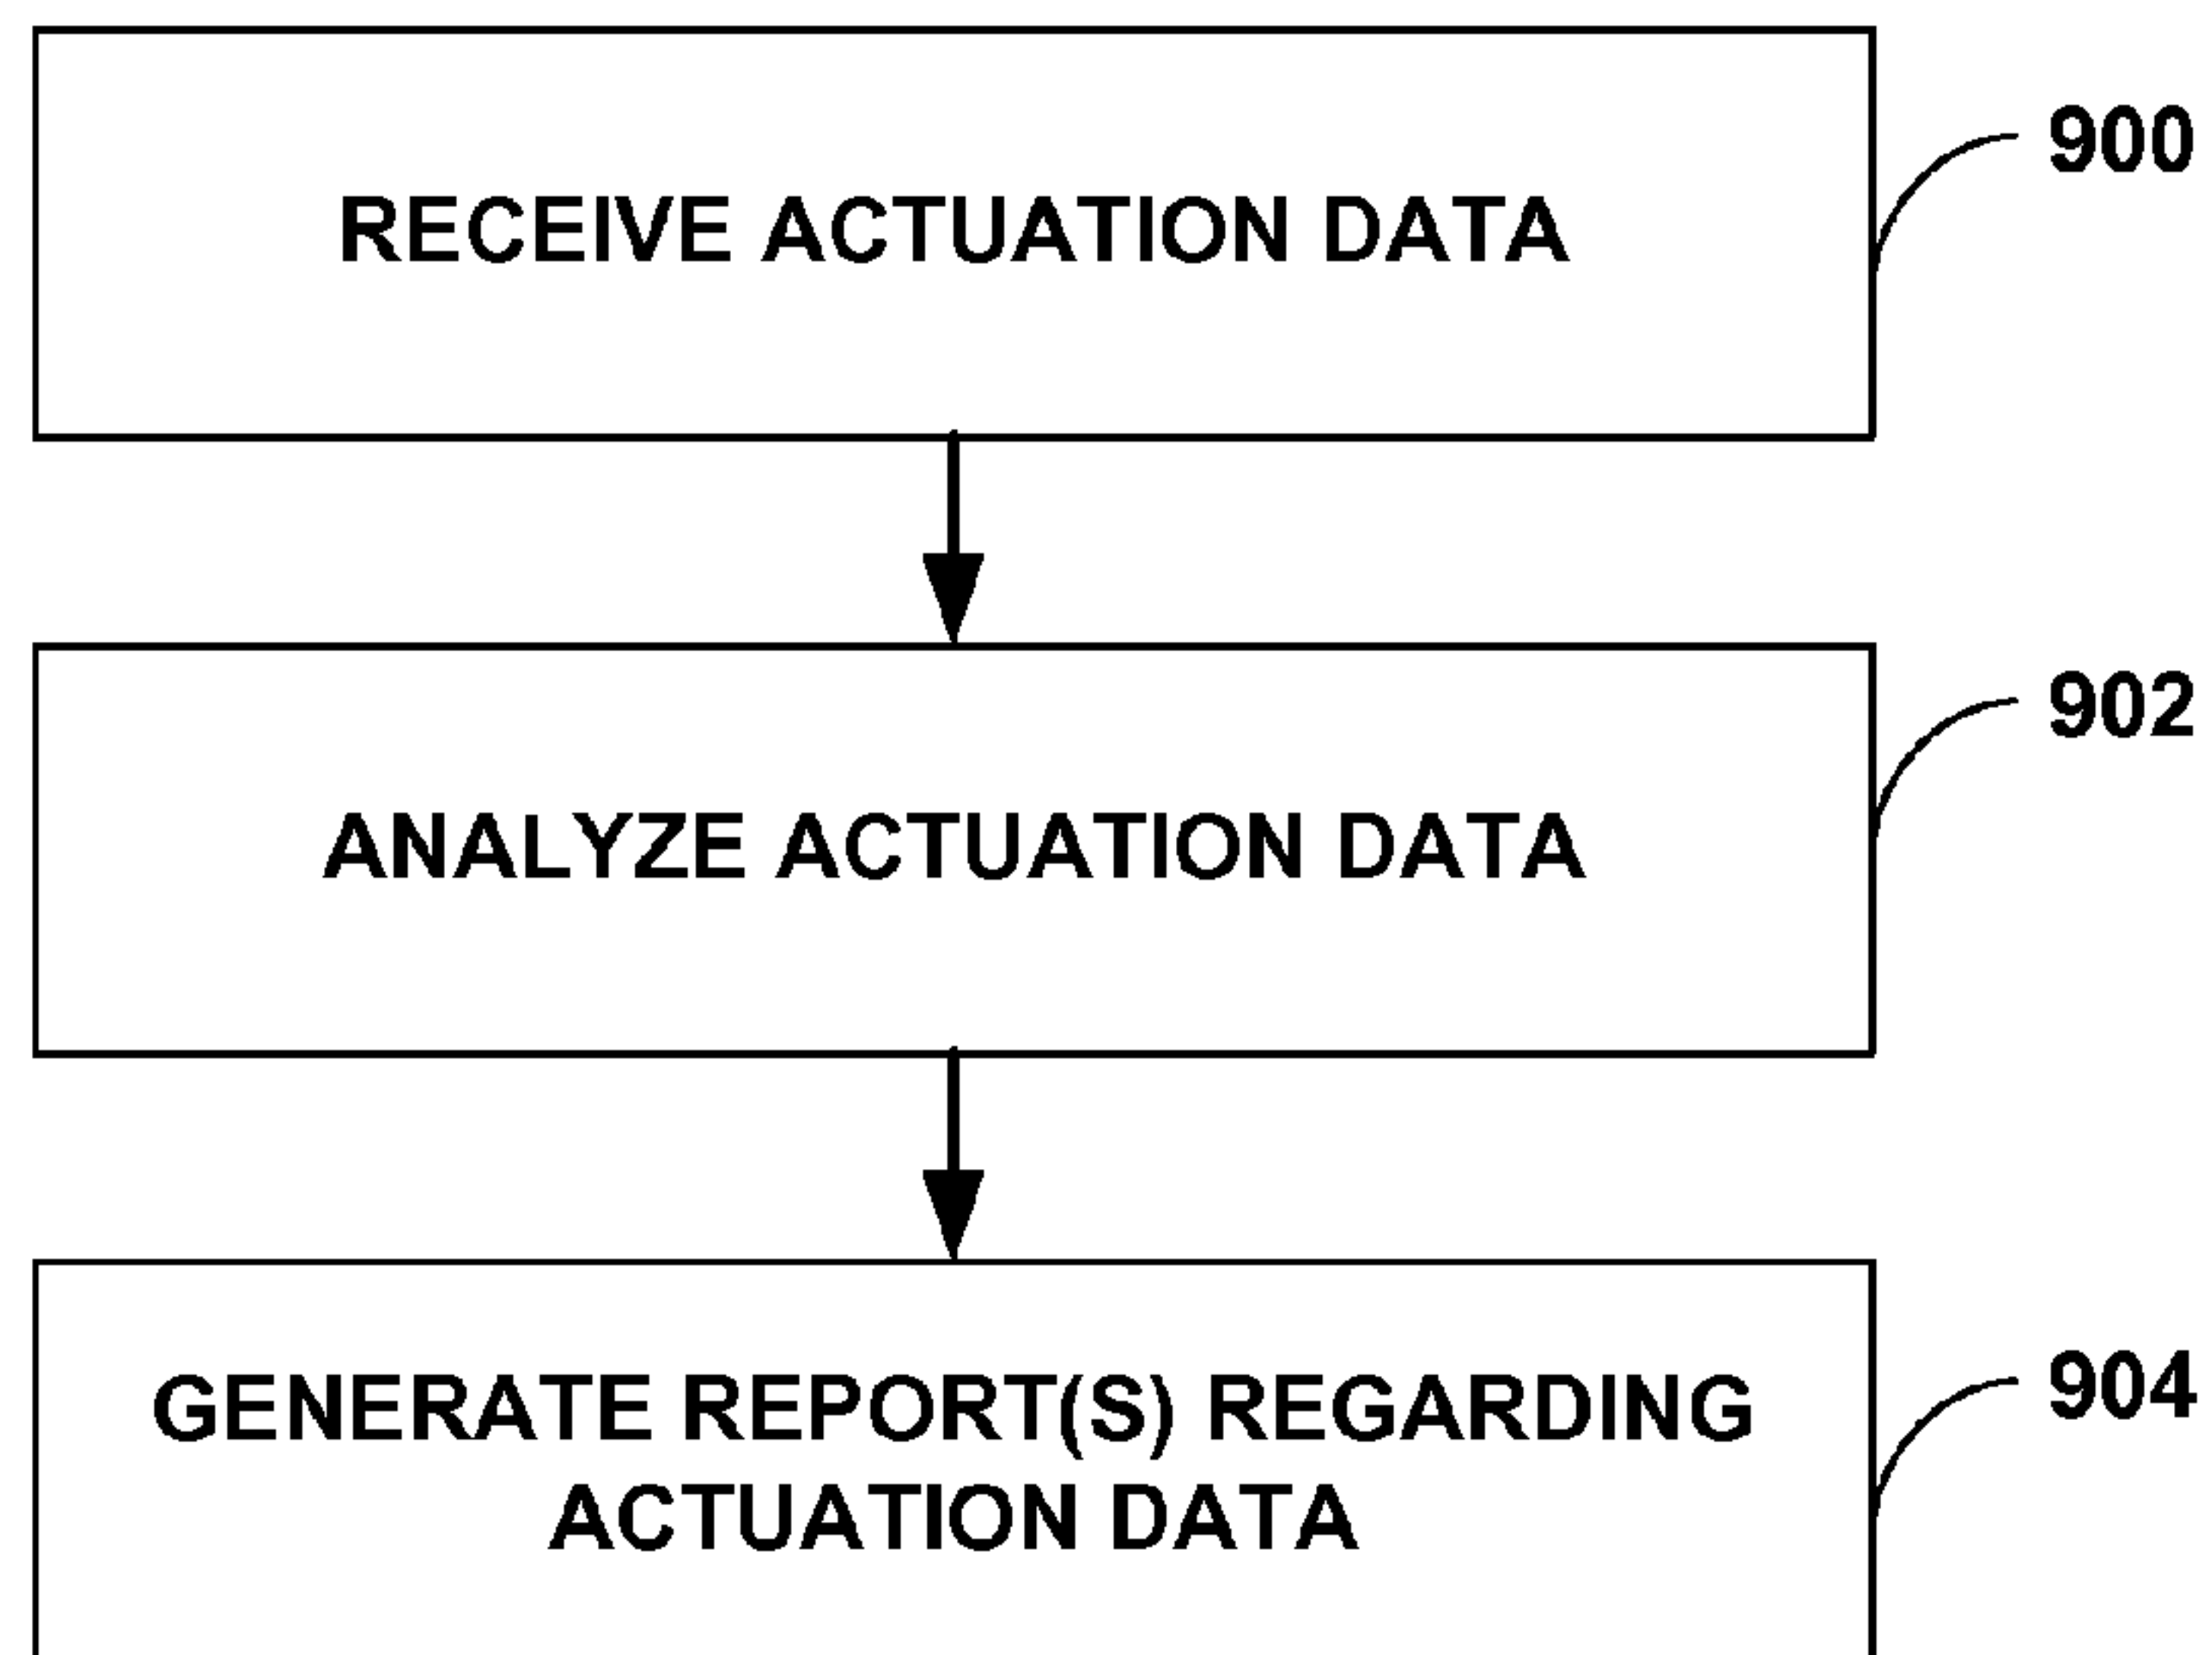 RECEIVE ACTUATION DATA
900
ANALYZE ACTUATION DATA
902
GENERATE REPORT(S) REGARDING
ACTUATION DATA
904